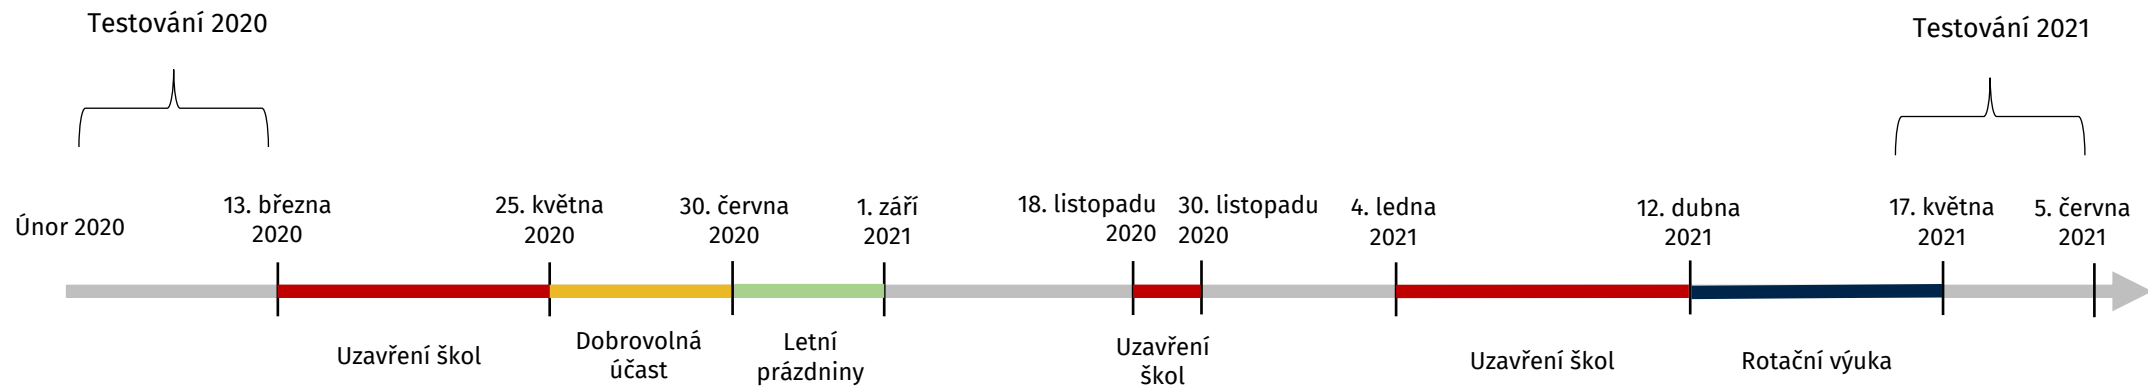 Testování 2020
Testování 2021
Únor 2020
13. března
2020
25. května
2020
30. června
2020
1. září
2021
18. listopadu
2020
30. listopadu
2020
4. ledna
2021
12. dubna
2021
17. května
2021
5. června
2021
Uzavření škol
Dobrovolná
účast
Letní
prázdniny
Uzavření
škol
Uzavření škol
Rotační výuka